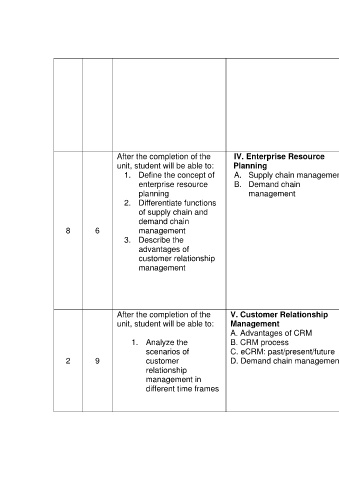 After the completion of the
unit, student will be able to:
1. Define the concept of
enterprise resource
planning
2. Differentiate functions
of supply chain and
demand chain
management
3. Describe the
advantages of
customer relationship
management
8
6
IV. Enterprise Resource
Planning
A. Supply chain managemen
B. Demand chain
management
After the completion of the
unit, student will be able to:
1. Analyze the
scenarios of
customer
relationship
management in
different time frames
2
9
V. Customer Relationship
Management
A. Advantages of CRM
B. CRM process
C. eCRM: past/present/future
D. Demand chain managemen